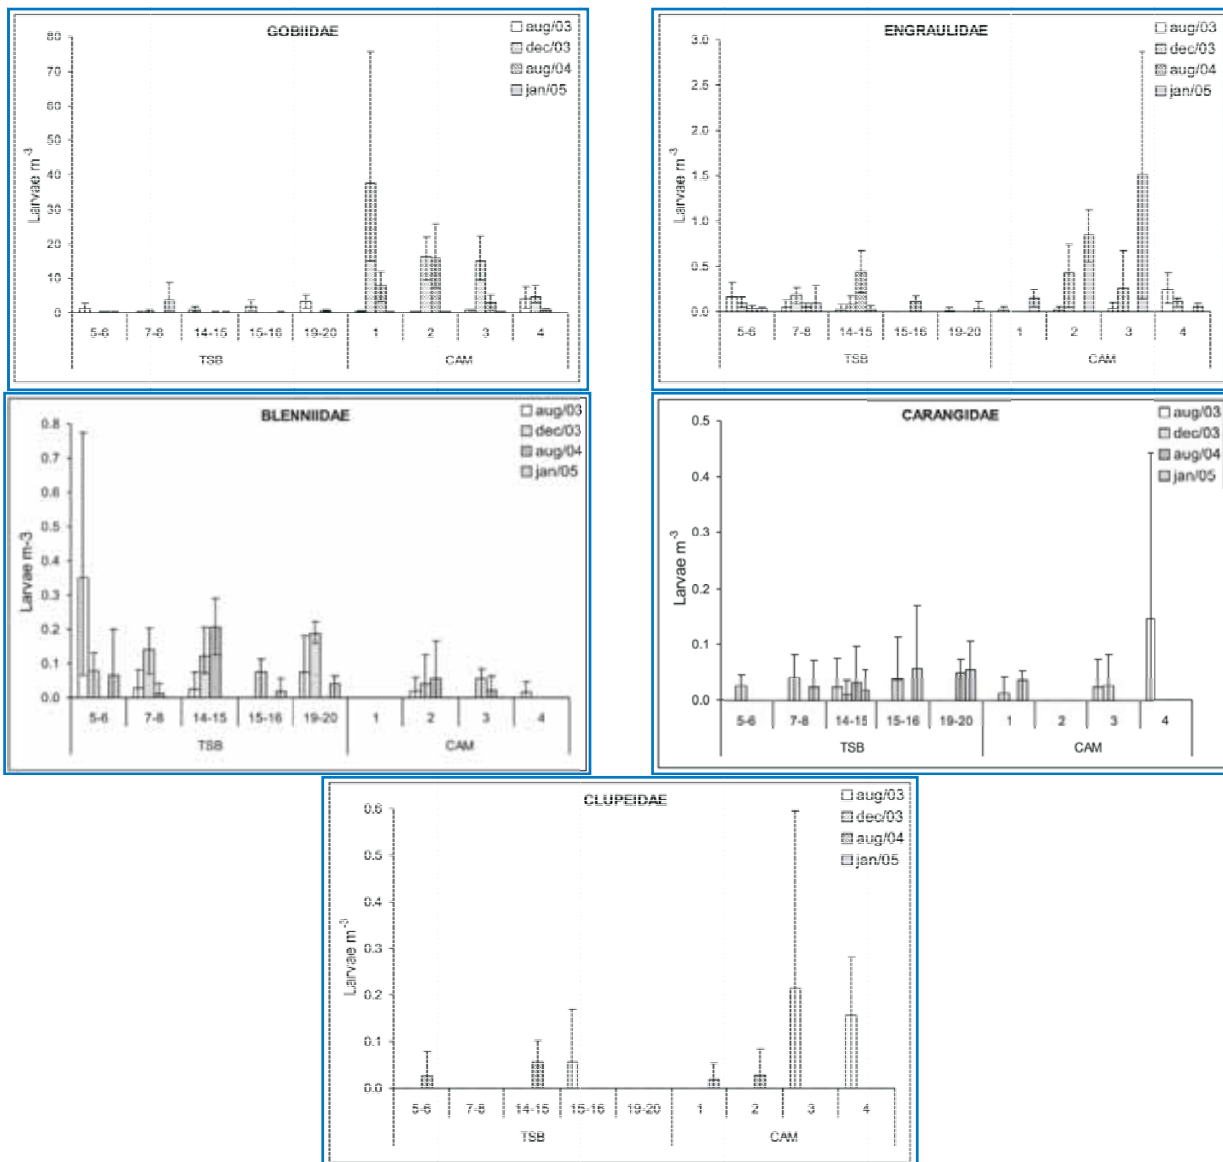 GOBIIDAE
aug/03
dec/03
aug/04
jan/05
80
70
60
50
40
30
20
10
0
Larvae m-3
5-6 7-8 14-15 15-16 19-20 1 2 3 4
TSB CAM
ENGRAULIDAE
aug/03
dec/03
aug/04
jan/05
3.0
2.5
2.0
1.5
1.0
0.5
0.0
Larvae m-3
5-6 7-8 14-15 15-16 19-20 1 2 3 4
TSB CAM
BLENNIIDAE
aug/03
dec/03
aug/04
jan/05
0.8
0.7
0.6
0.5
0.4
0.3
0.2
0.1
0.0
Larvae m-3
5-6 7-8 14-15 15-16 19-20 1 2 3 4
TSB CAM
CARANGIDAE
aug/03
dec/03
aug/04
jan/05
0.5
0.4
0.3
0.2
0.1
0.0
Larvae m-3
5-6 7-8 14-15 15-16 19-20 1 2 3 4
TSB CAM
CLUPEIDAE
aug/03
dec/03
aug/04
jan/05
0.6
0.5
0.4
0.3
0.2
0.1
0.0
Larvae m-3
5-6 7-8 14-15 15-16 19-20 1 2 3 4
TSB CAM